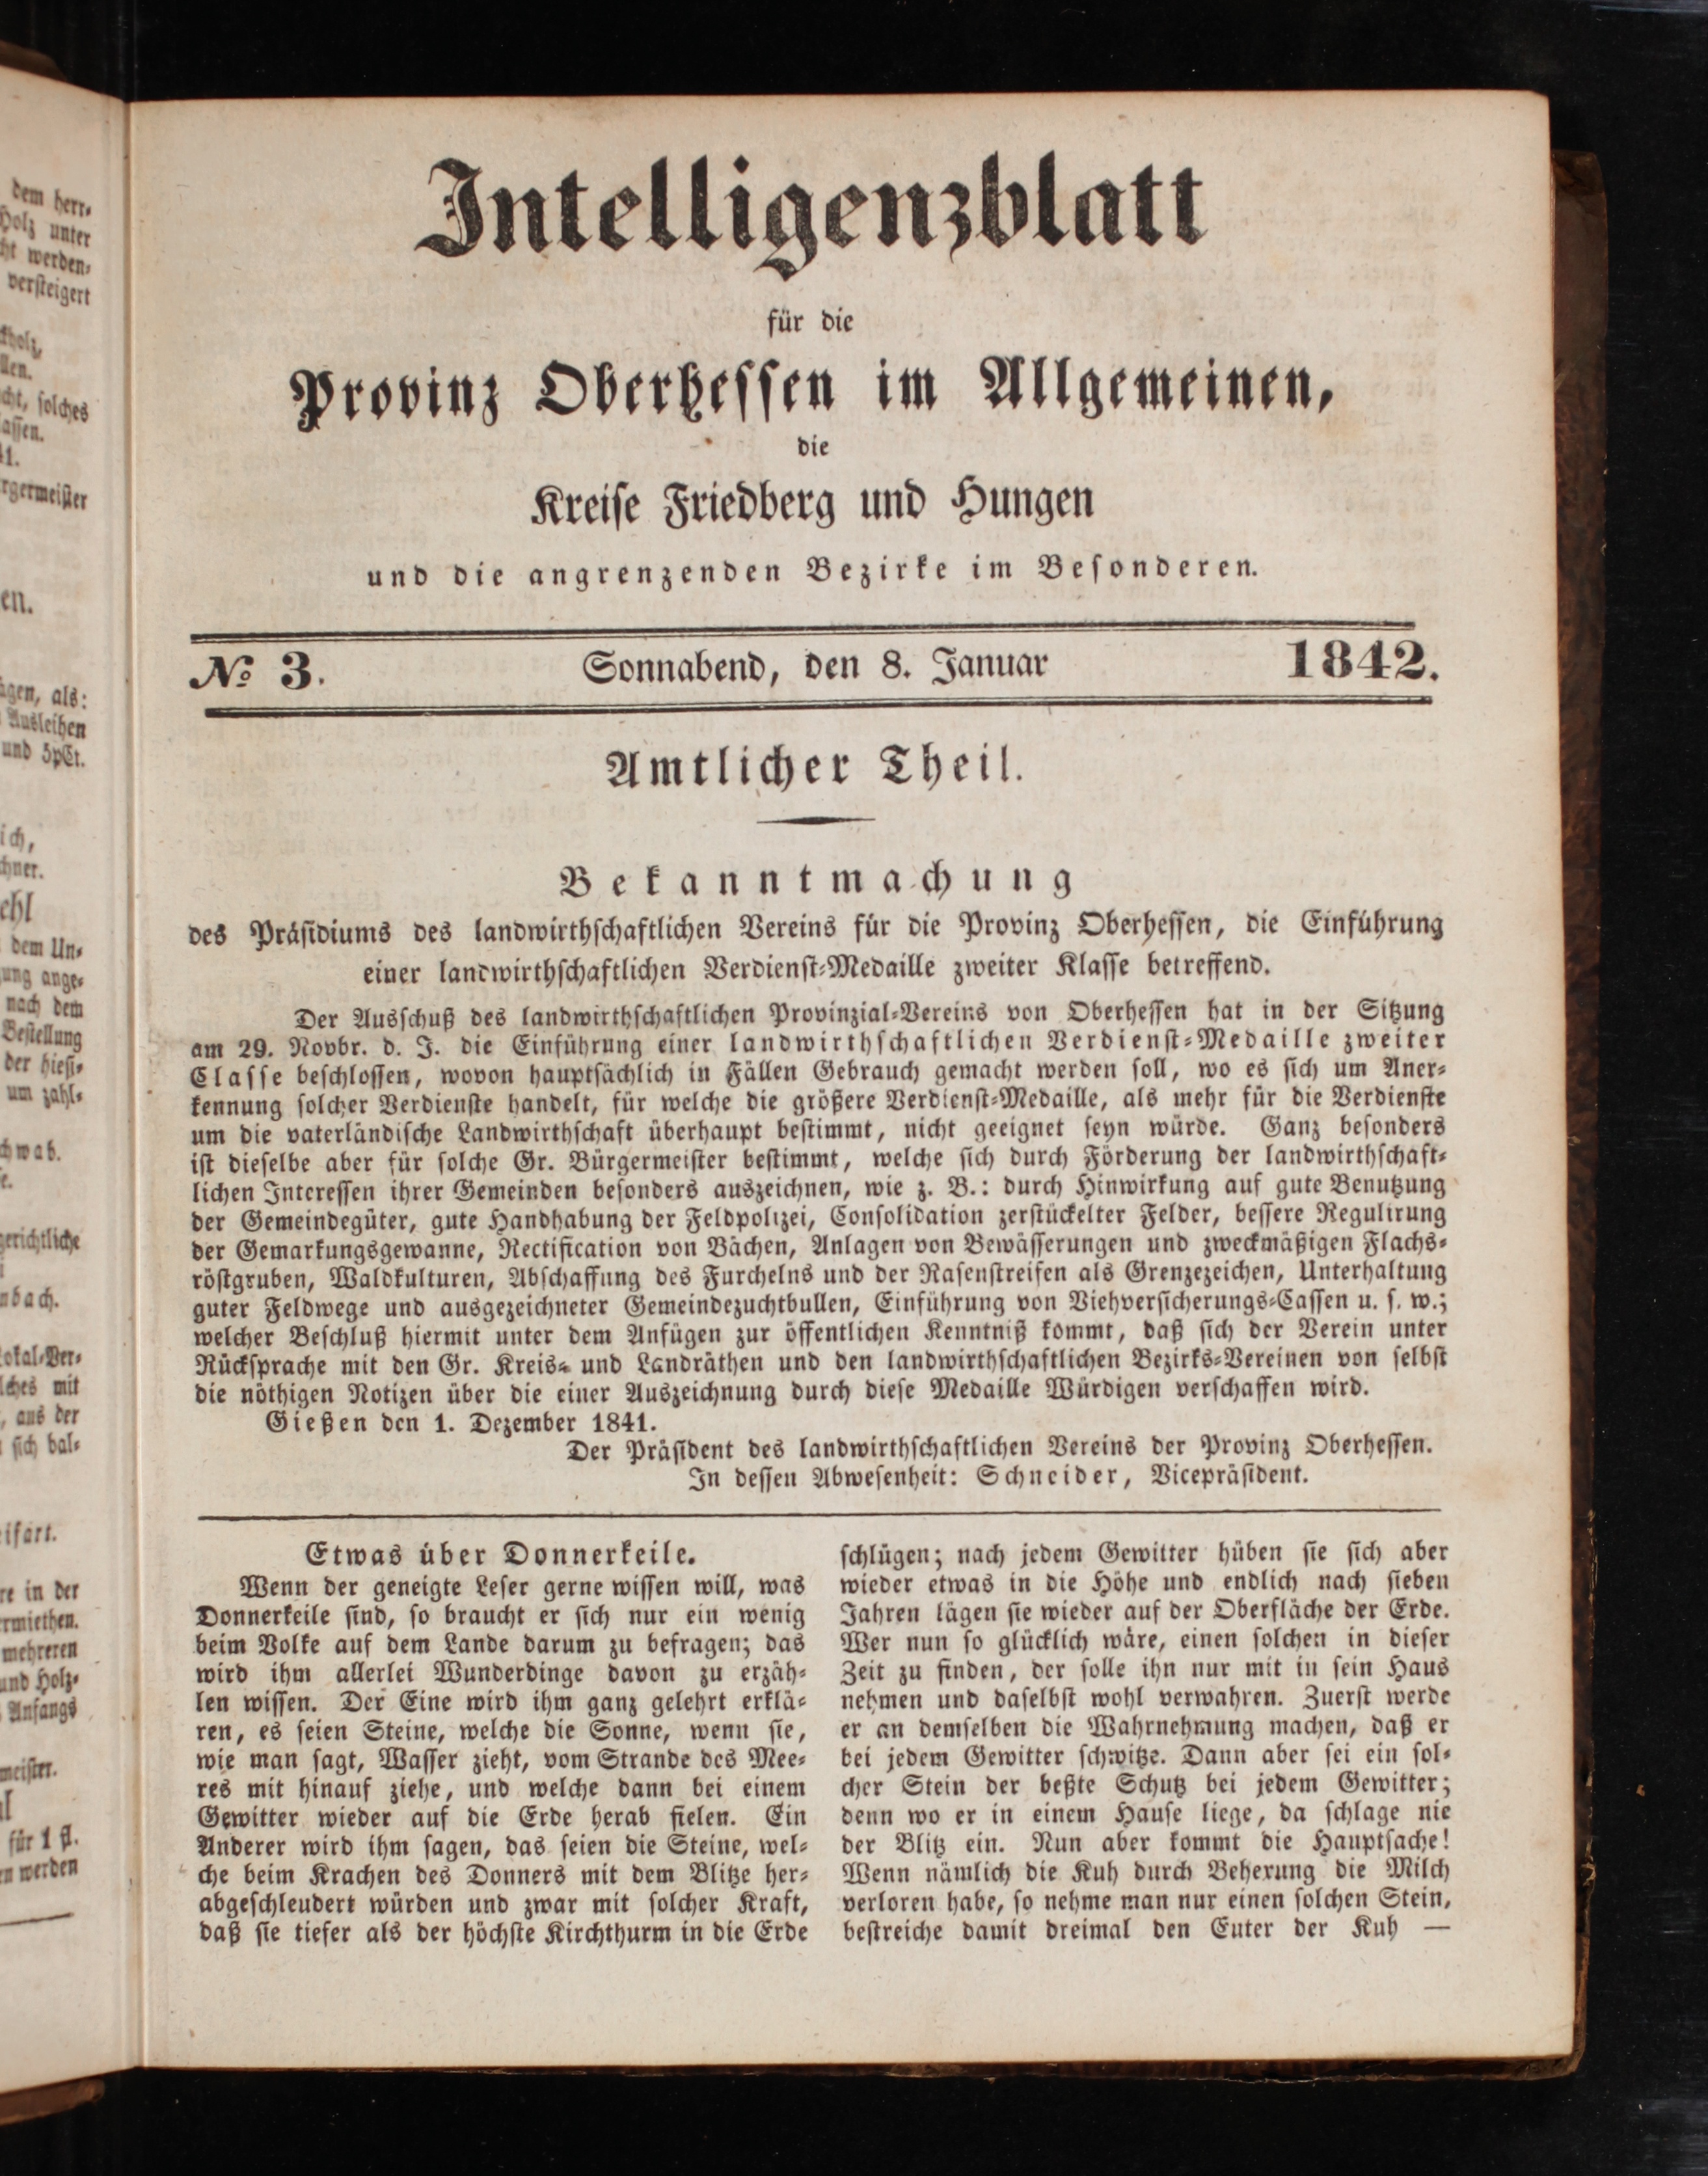 Intelligenzblatt
für die
Provinz Oberhessen im Allgemeinen,
die
Kreise Friedberg und Hungen
und die angrenzenden Bezirke im Besonderen.
No 3. Sonnabend, den 8. Januar 1842.
Amtlicher Theil.
Bekanntmachung
des Präsidiums des landwirthschaftlichen Vereins für die Provinz Oberhessen, die Einführung
einer landwirthschaftlichen Verdienst-Medaille zweiter Klasse betreffend.
Der Ausschuß des landwirthschaftlichen Provinzial-Vereins von Oberhessen hat in der Sitzung
am 29. Novbr. d. J. die Einführung einer landwirthschaftlichen Verdienst-Medaille zweiter
Classe beschlossen, wovon hauptsächlich in Fällen Gebrauch gemacht werden soll, wo es sich um Aner-
kennung solcher Verdienste handelt, für welche die größere Verdienst-Medaille, als mehr für die Verdienste
um die vaterländische Landwirthschaft überhaupt bestimmt, nicht geeignet seyn würde. Ganz besonders
ist dieselbe aber für solche Gr. Bürgermeister bestimmt, welche sich durch Förderung der landwirthschaft-
lichen Interessen ihrer Gemeinden besonders auszeichnen, wie z. B.: durch Hinwirkung auf gute Benutzung
der Gemeindegüter, gute Handhabung der Feldpolizei, Consolidation zerstückelter Felder, bessere Regulirung
der Gemarkungsgewanne, Rectification von Bächen, Anlagen von Bewässerungen und zweckmäßigen Flachs-
röstgruben, Waldkulturen, Abschaffung des Furchelns und der Rasenstreifen als Grenzezeichen, Unterhaltung
guter Feldwege und ausgezeichneter Gemeindezuchtbullen, Einführung von Viehversicherungs-Cassen u. s. w.;
welcher Beschluß hiermit unter dem Anfügen zur öffentlichen Kenntniß kommt, daß sich der Verein unter
Rücksprache mit den Gr. Kreis- und Landräthen und den landwirthschaftlichen Bezirks-Vereinen von selbst
die nöthigen Notizen über die einer Auszeichnung durch diese Medaille Würdigen verschaffen wird.
Gießen den 1. Dezember 1841.
Der Präsident des landwirthschaftlichen Vereins der Provinz Oberhessen.
In dessen Abwesenheit: Schneider, Vicepräsident.
Etwas über Donnerkeile.
Wenn der geneigte Leser gerne wissen will, was
Donnerkeile sind, so braucht er sich nur ein wenig
beim Volke auf dem Lande darum zu befragen; das
wird ihm allerlei Wunderdinge davon zu erzäh-
len wissen. Der Eine wird ihm ganz gelehrt erklä-
ren, es seien Steine, welche die Sonne, wenn sie,
wie man sagt, Wasser zieht, vom Strande des Mee-
res mit hinauf ziehe, und welche dann bei einem
Gewitter wieder auf die Erde herab fielen. Ein
Anderer wird ihm sagen, das seien die Steine, wel-
che beim Krachen des Donners mit dem Blitze her-
abgeschleudert würden und zwar mit solcher Kraft,
daß sie tiefer als der höchste Kirchthurm in die Erde
schlügen; nach jedem Gewitter hüben sie sich aber
wieder etwas in die Höhe und endlich nach sieben
Jahren lägen sie wieder auf der Oberfläche der Erde.
Wer nun so glücklich wäre, einen solchen in dieser
Zeit zu finden, der solle ihn nur mit in sein Haus
nehmen und daselbst wohl verwahren. Zuerst werde
er an demselben die Wahrnehmung machen, daß er
bei jedem Gewitter schwitze. Dann aber sei ein sol-
cher Stein der beßte Schutz bei jedem Gewitter;
denn wo er in einem Hause liege, da schlage nie
der Blitz ein. Nun aber kommt die Hauptsache!
Wenn nämlich die Kuh durch Behexung die Milch
verloren habe, so nehme man nur einen solchen Stein,
bestreiche damit dreimal den Euter der Kuh —